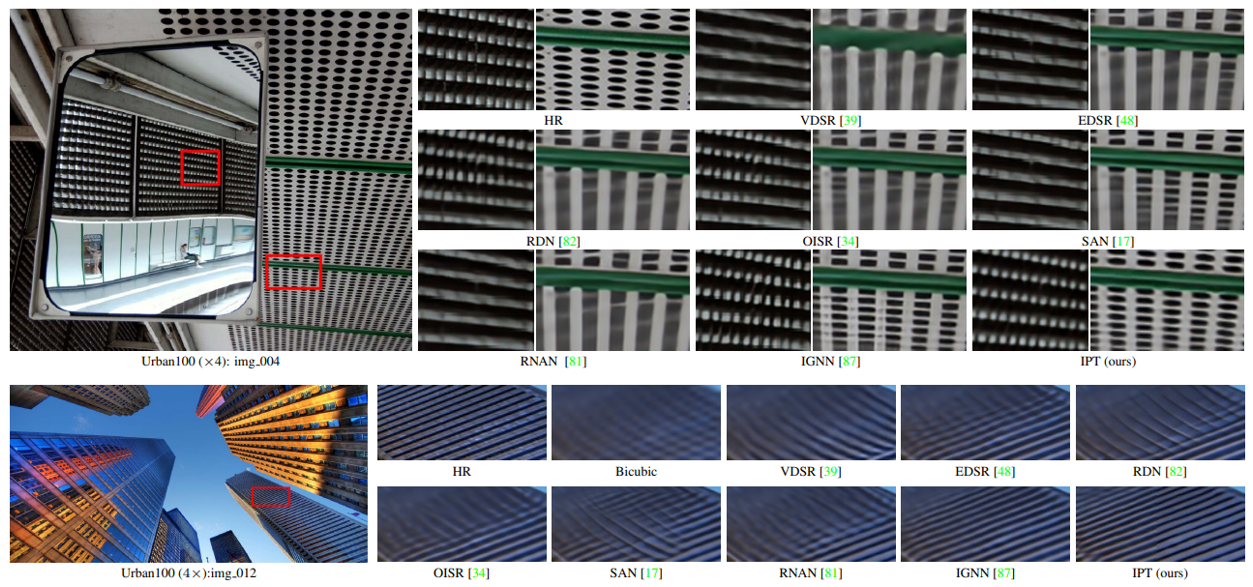 HR
VDSR [39]
EDSR [48]
RDN [82]
OISR [34]
SAN [17]
Urban100 (×4): img_004
RNAN [81]
IGNN [87]
IPT (ours)
HR
Bicubic
VDSR [39]
EDSR [48]
RDN [82]
Urban100 (4×):img_012
OISR [34]
SAN [17]
RNAN [81]
IGNN [87]
IPT (ours)